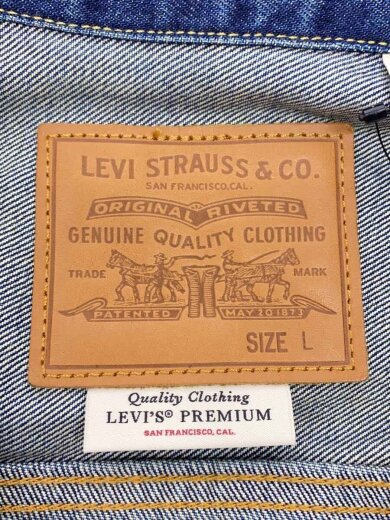 LEVI STRAUSS & CO.
SAN FRANCISCO, CAL.
ORIGINAL RIVETED
GENUINE QUALITY CLOTHING
TRADE MARK
PATENTED MAY 20 1873
SIZE L
Quality Clothing
LEVI'S® PREMIUM
SAN FRANCISCO, CAL.